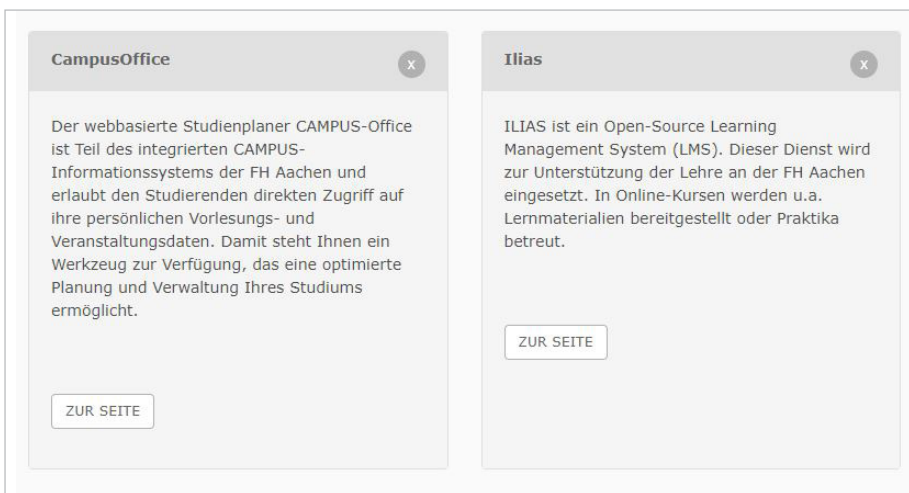 CampusOffice
X
Der webbasierte Studienplaner CAMPUS-Office
ist Teil des integrierten CAMPUS-
Informationssystems der FH Aachen und
erlaubt den Studierenden direkten Zugriff auf
ihre persönlichen Vorlesungs- und
Veranstaltungsdaten. Damit steht Ihnen ein
Werkzeug zur Verfügung, das eine optimierte
Planung und Verwaltung Ihres Studiums
ermöglicht.
ZUR SEITE
Ilias
X
ILIAS ist ein Open-Source Learning
Management System (LMS). Dieser Dienst wird
zur Unterstützung der Lehre an der FH Aachen
eingesetzt. In Online-Kursen werden u.a.
Lernmaterialien bereitgestellt oder Praktika
betreut.
ZUR SEITE